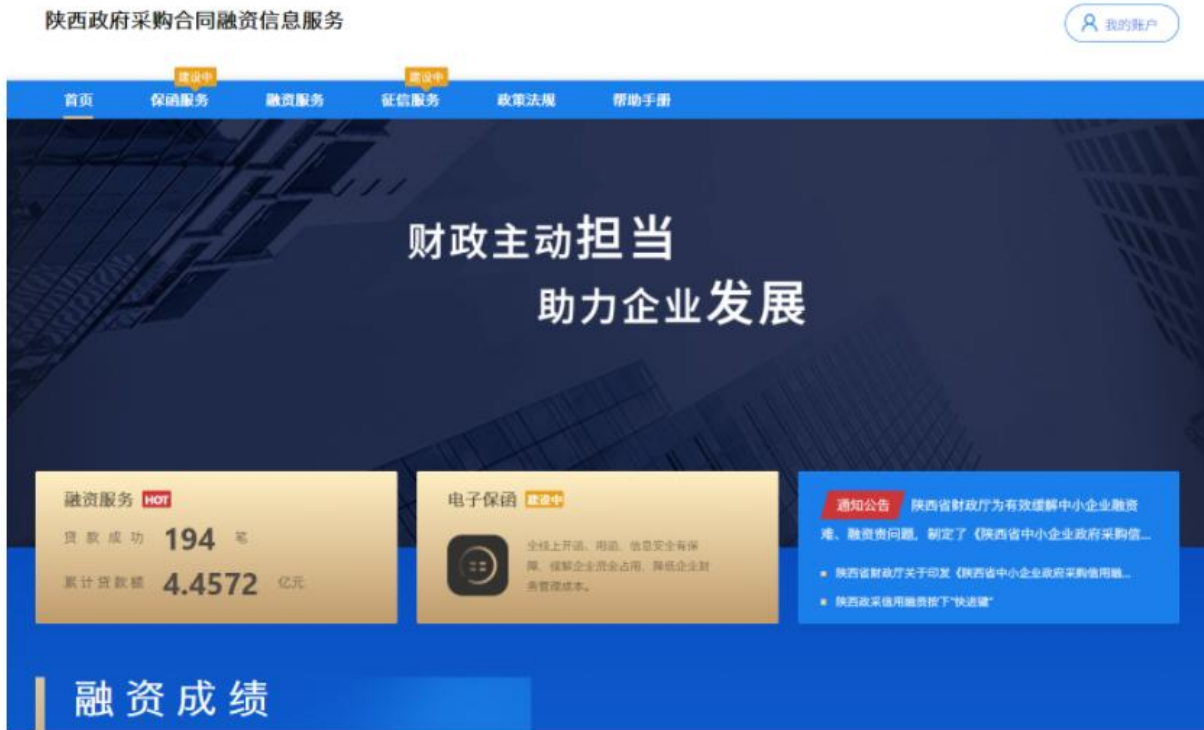 陕西政府采购合同融资信息服务
我的账户
建设中 建设中
首页 保函服务 融资服务 征信服务 政策法规 帮助手册
财政主动担当
助力企业发展
融资服务 HOT
贷款成功 194 笔
累计贷款额 4.4572 亿元
电子保函 建设中
全线上开函、用函，信息安全有保
障，缓解企业资金占用，降低企业财
务管理成本。
通知公告 陕西省财政厅为有效缓解中小企业融资
难、融资贵问题，制定了《陕西省中小企业政府采购信...
陕西省财政厅关于印发《陕西省中小企业政府采购信用融...
陕西政采信用融资按下"快进键"
融资成绩